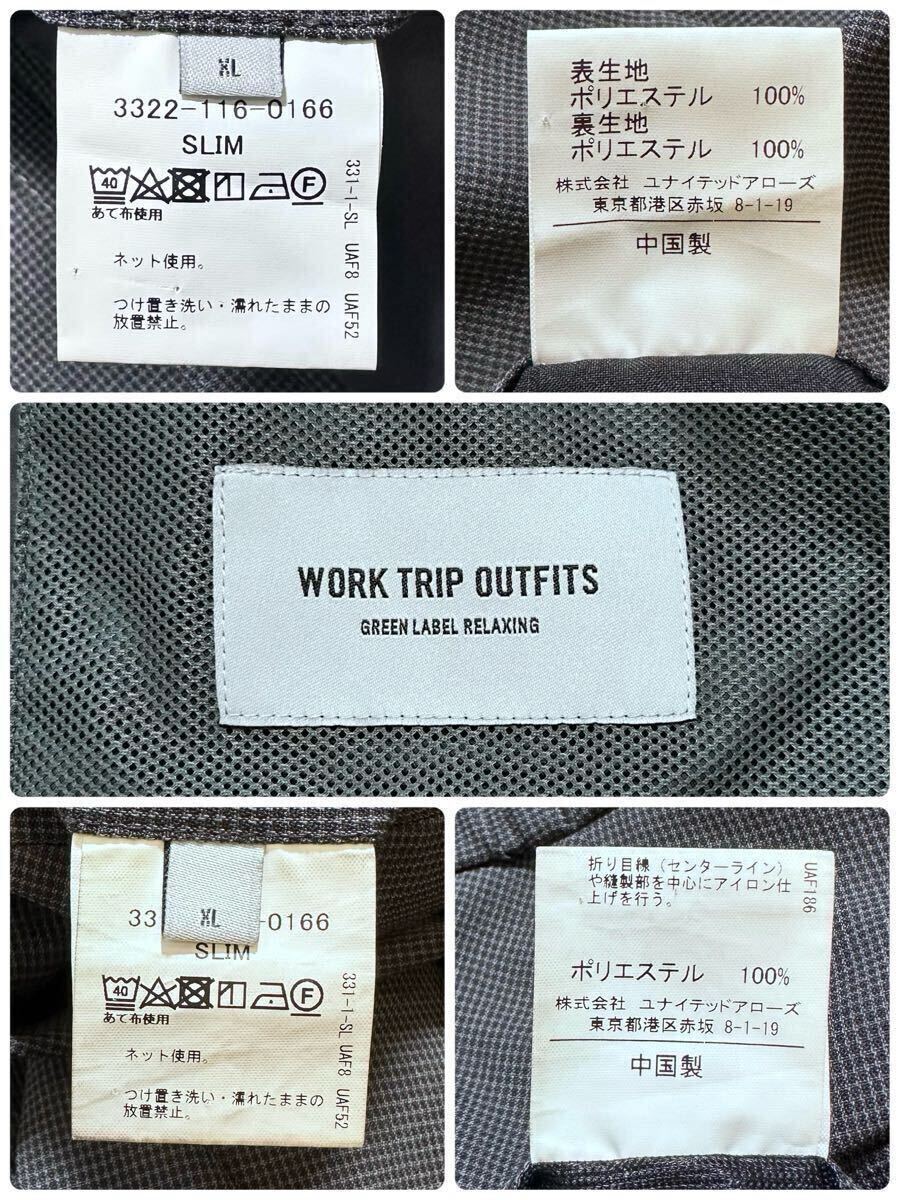 XL
3322-116-0166
SLIM
40
F
あて布使用
ネット使用。
つけ置き洗い・濡れたままの
放置禁止。
331-1-SL UAF8 UAF52
表生地
ポリエステル 100%
裏生地
ポリエステル 100%
株式会社 ユナイテッドアローズ
東京都港区赤坂 8-1-19
中国製
WORK TRIP OUTFITS
GREEN LABEL RELAXING
XL
33 -0166
SLIM
40
F
あて布使用
ネット使用。
つけ置き洗い・濡れたままの
放置禁止。
331-1-SL UAF8 UAF52
折り目線(センターライン)
や縫製部を中心にアイロン仕
上げを行う。
UAF186
ポリエステル 100%
株式会社 ユナイテッドアローズ
東京都港区赤坂 8-1-19
中国製